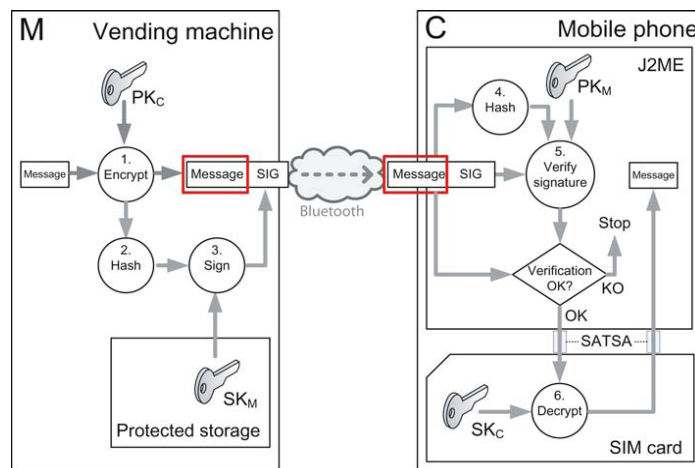 M
Vending machine
C
Mobile phone
J2ME
PKC
4.
Hash
PKM
Message
1.
Encrypt
Message
SIG
Bluetooth
Message
SIG
5.
Verify
signature
Message
2.
Hash
3.
Sign
Verification
OK?
Stop
KO
OK
SATSA
SKM
Protected storage
SKC
6.
Decrypt
SIM card